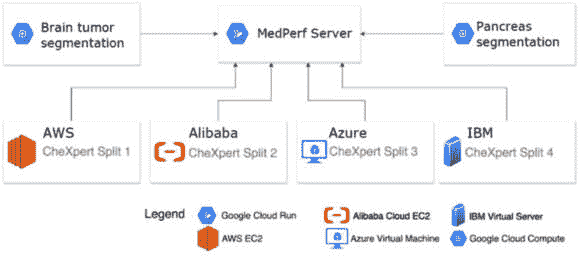 Brain tumor
segmentation
MedPerf Server
Pancreas
segmentation
AWS
CheXpert Split 1
Alibaba
CheXpert Split 2
Azure
CheXpert Split 3
IBM
CheXpert Split 4
Legend
Google Cloud Run
Alibaba Cloud EC2
IBM Virtual Server
AWS EC2
Azure Virtual Machine
Google Cloud Compute